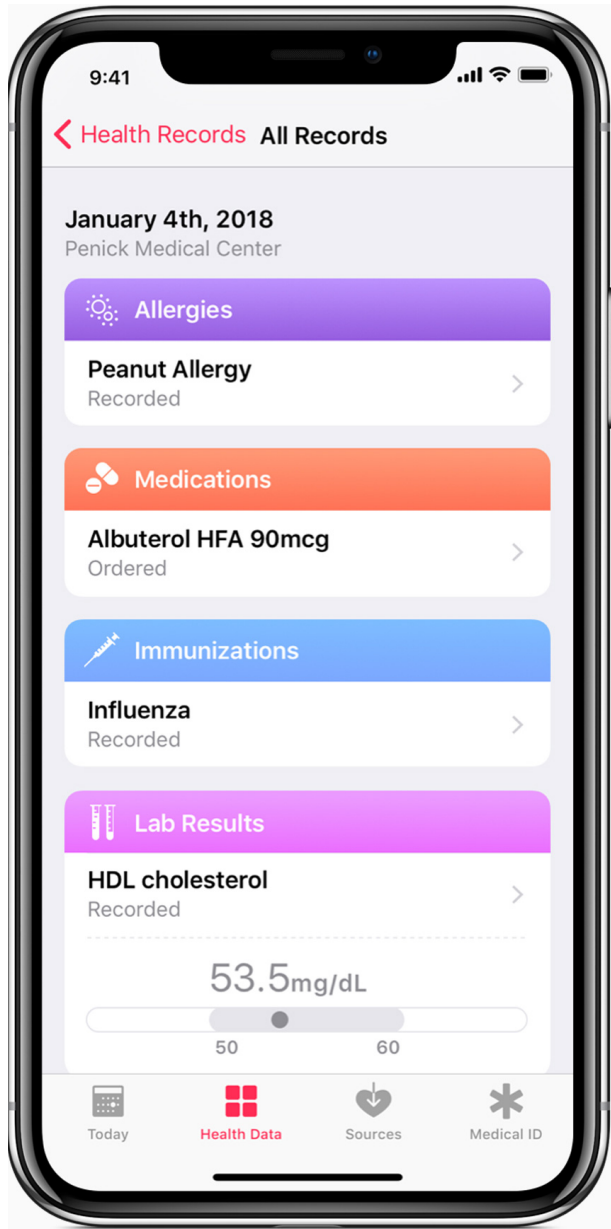 9:41
Health Records All Records
January 4th, 2018
Penick Medical Center
Allergies
Peanut Allergy
Recorded
Medications
Albuterol HFA 90mcg
Ordered
Immunizations
Influenza
Recorded
Lab Results
HDL cholesterol
Recorded
53.5mg/dL
50 60
Today Health Data Sources Medical ID